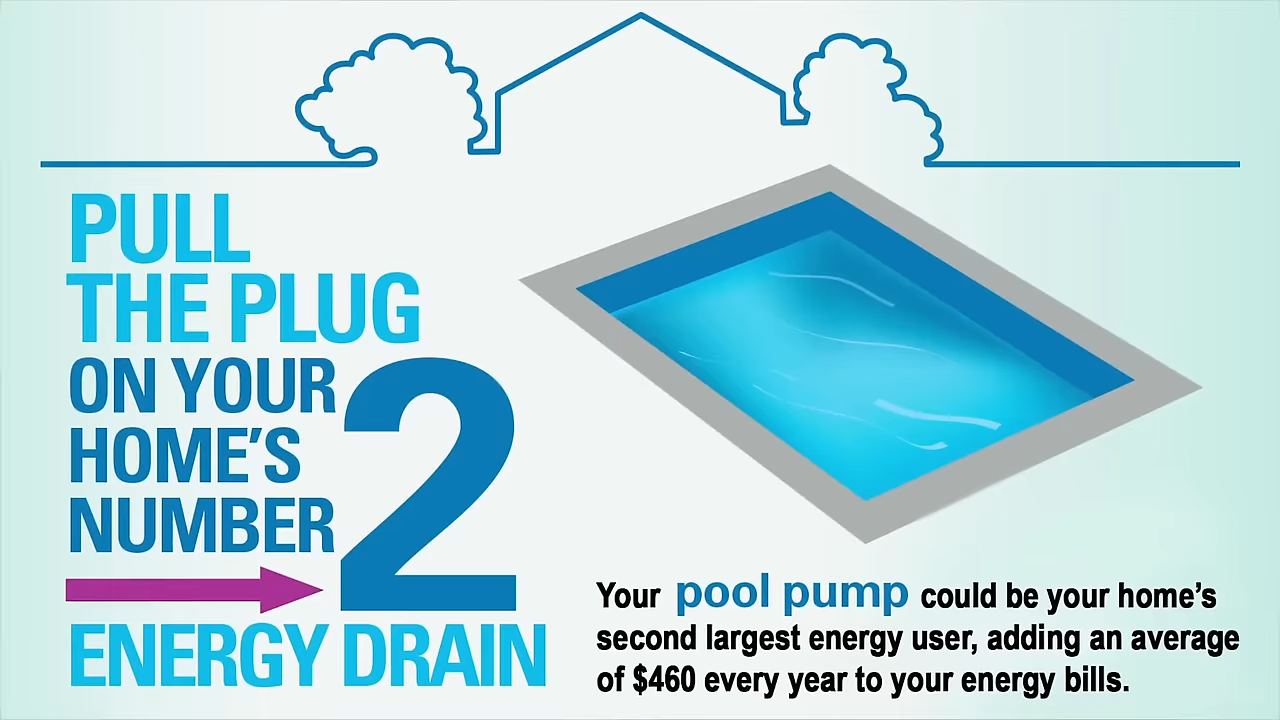 PULL
THE PLUG
ON YOUR
HOME'S
NUMBER
2
ENERGY DRAIN
Your pool pump could be your home's
second largest energy user, adding an average
of $460 every year to your energy bills.